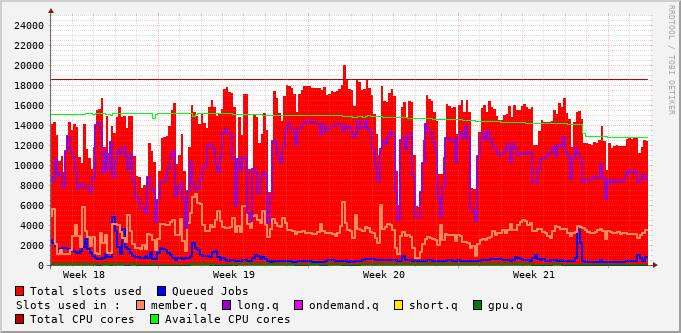 24000
22000
20000
18000
16000
14000
12000
10000
8000
6000
4000
2000
0
Week 18 Week 19 Week 20 Week 21
Total slots used Queued Jobs
Slots used in : member.q long.q ondemand.q short.q gpu.q
Total CPU cores Availale CPU cores
RRDTOOL / TOBI OETIKER